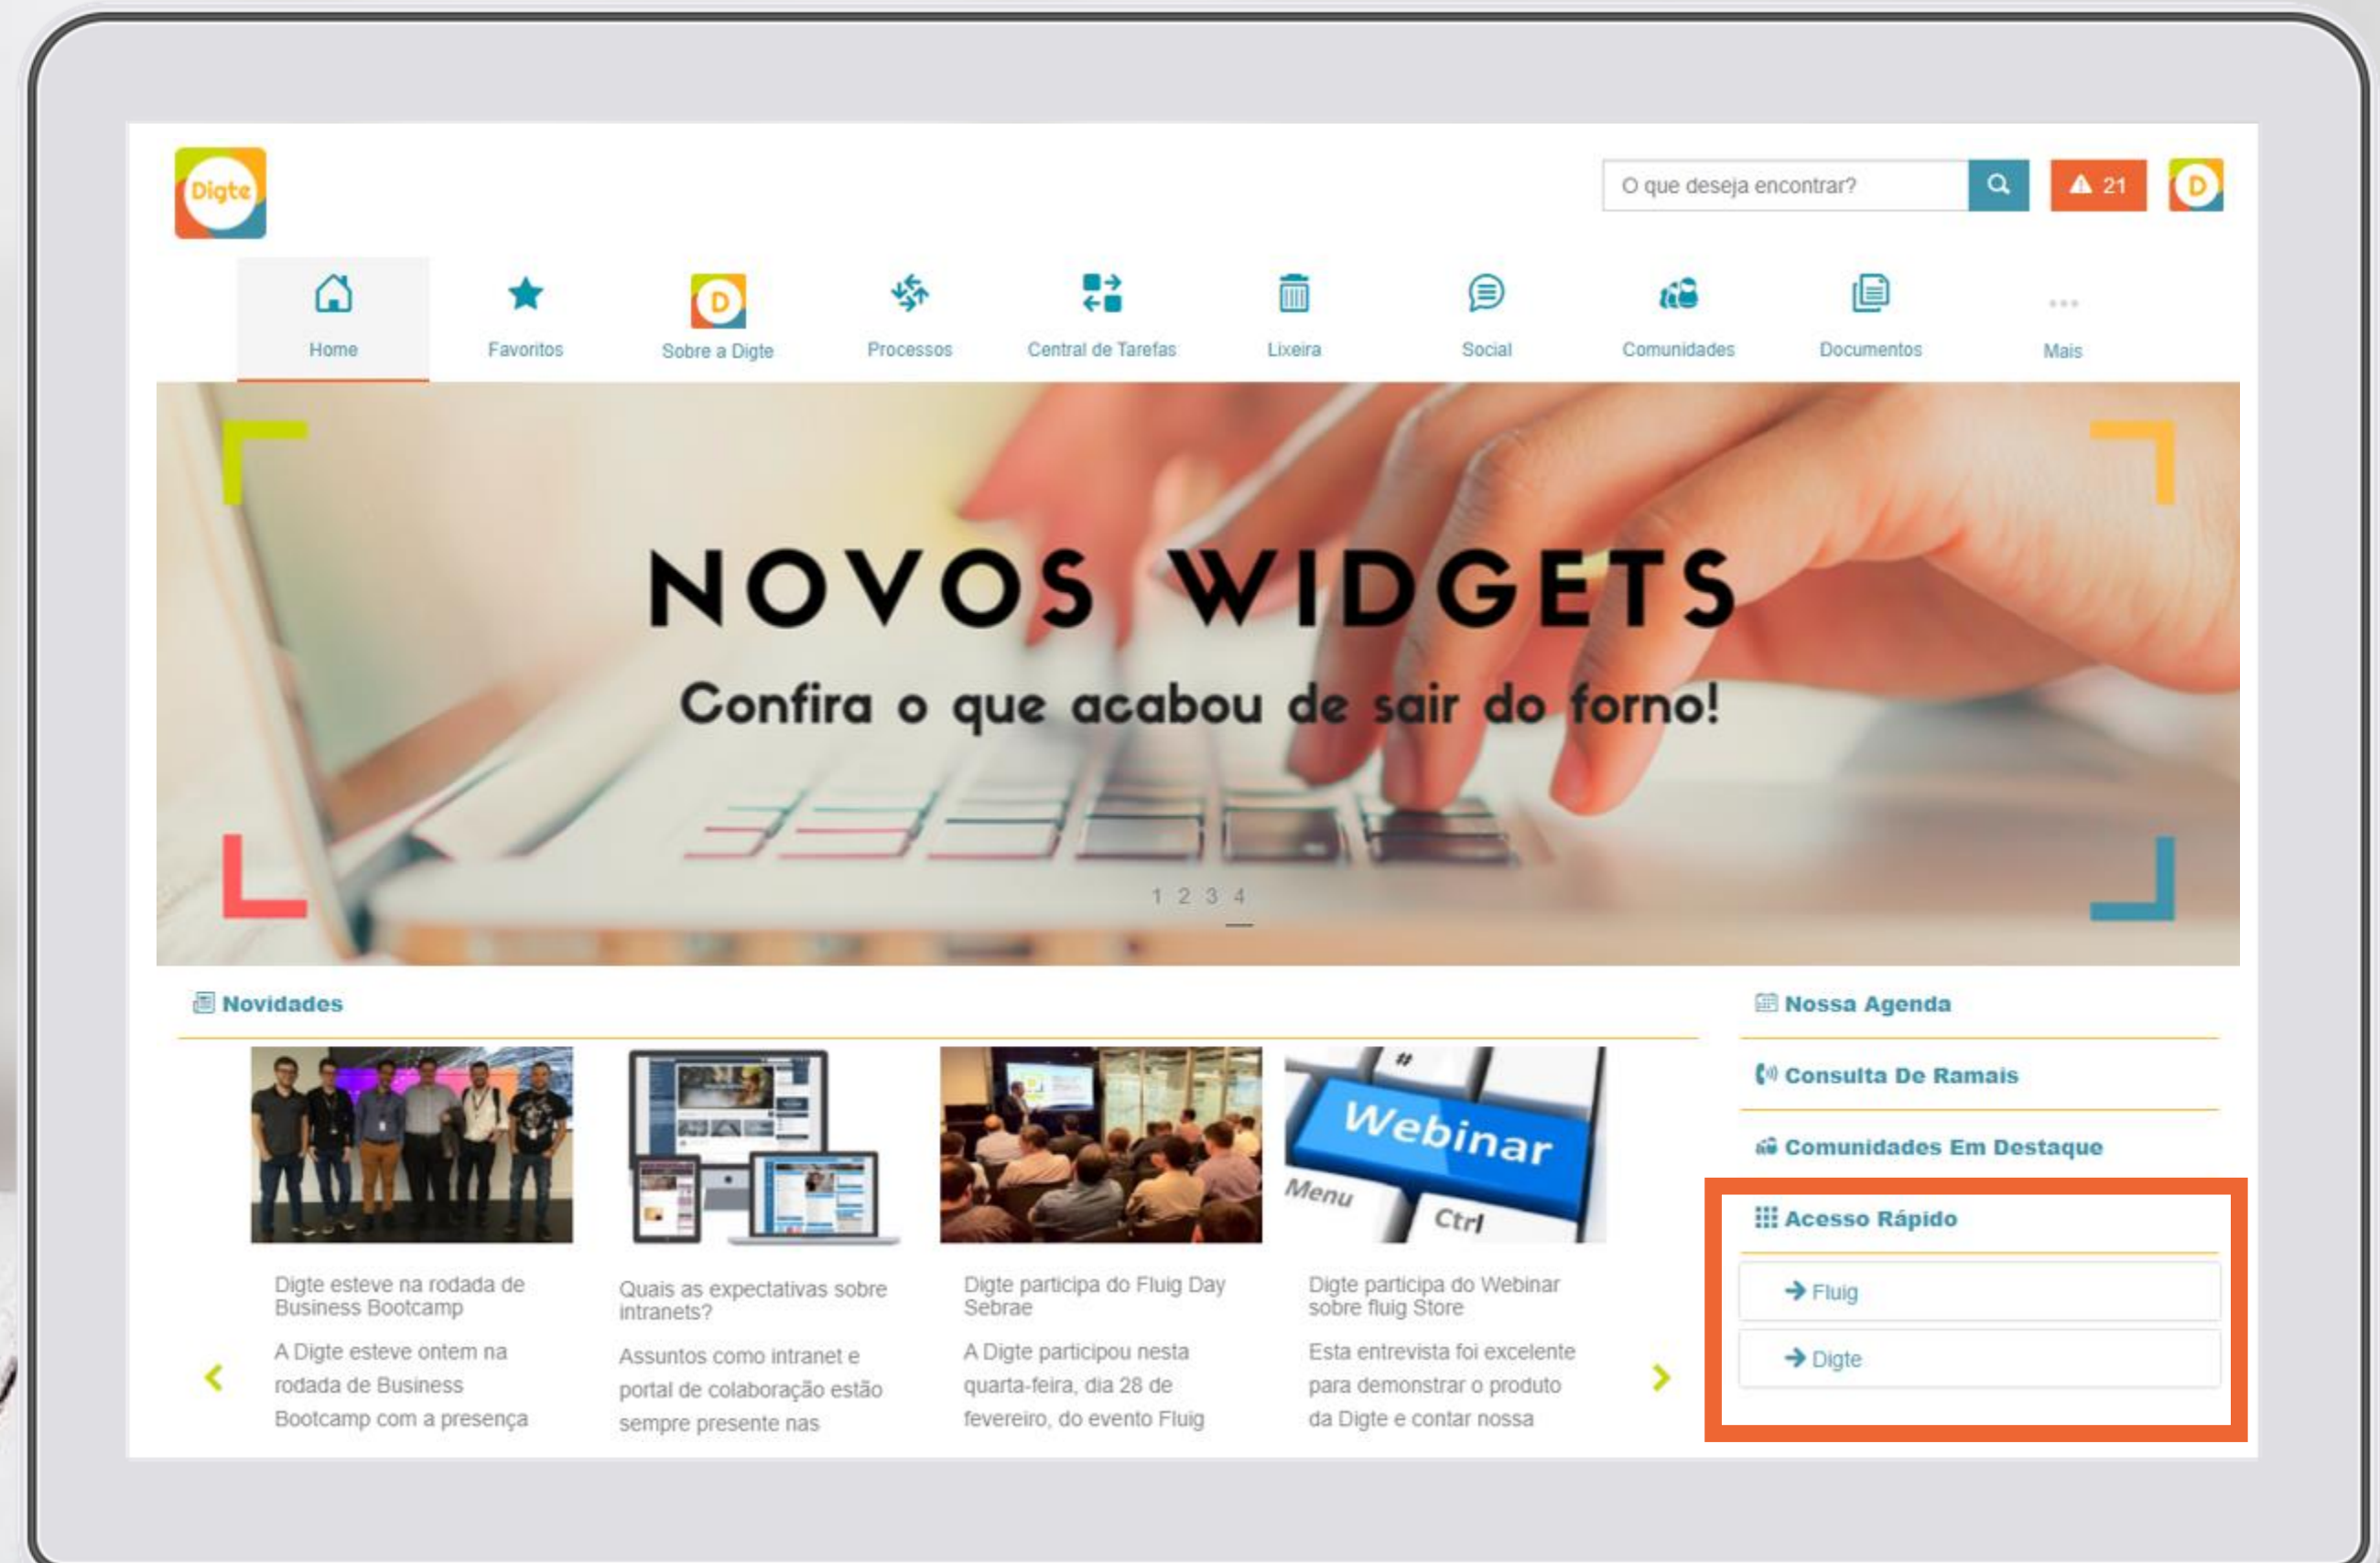 Digte
O que deseja encontrar?
21
D
Home
Favoritos
D
Sobre a Digte
Processos
Central de Tarefas
Lixeira
Social
Comunidades
Documentos
Mais
NOVOS WIDGETS
Confira o que acabou de sair do forno!
1 2 3 4
Novidades
#
Webinar
Menu
Ctrl
Digte esteve na rodada de
Business Bootcamp
A Digte esteve ontem na
rodada de Business
Bootcamp com a presença
Quais as expectativas sobre
intranets?
Assuntos como intranet e
portal de colaboração estão
sempre presente nas
Digte participa do Fluig Day
Sebrae
A Digte participou nesta
quarta-feira, dia 28 de
fevereiro, do evento Fluig
Digte participa do Webinar
sobre fluig Store
Esta entrevista foi excelente
para demonstrar o produto
da Digte e contar nossa
Nossa Agenda
Consulta De Ramais
Comunidades Em Destaque
Acesso Rápido
Fluig
Digte